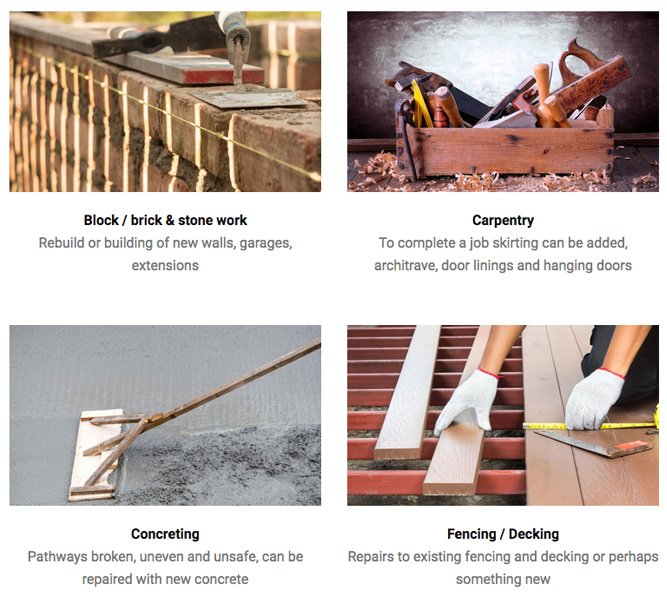 Block / brick & stone work
Rebuild or building of new walls, garages,
extensions
Carpentry
To complete a job skirting can be added,
architrave, door linings and hanging doors
Concreting
Pathways broken, uneven and unsafe, can be
repaired with new concrete
Fencing / Decking
Repairs to existing fencing and decking or perhaps
something new